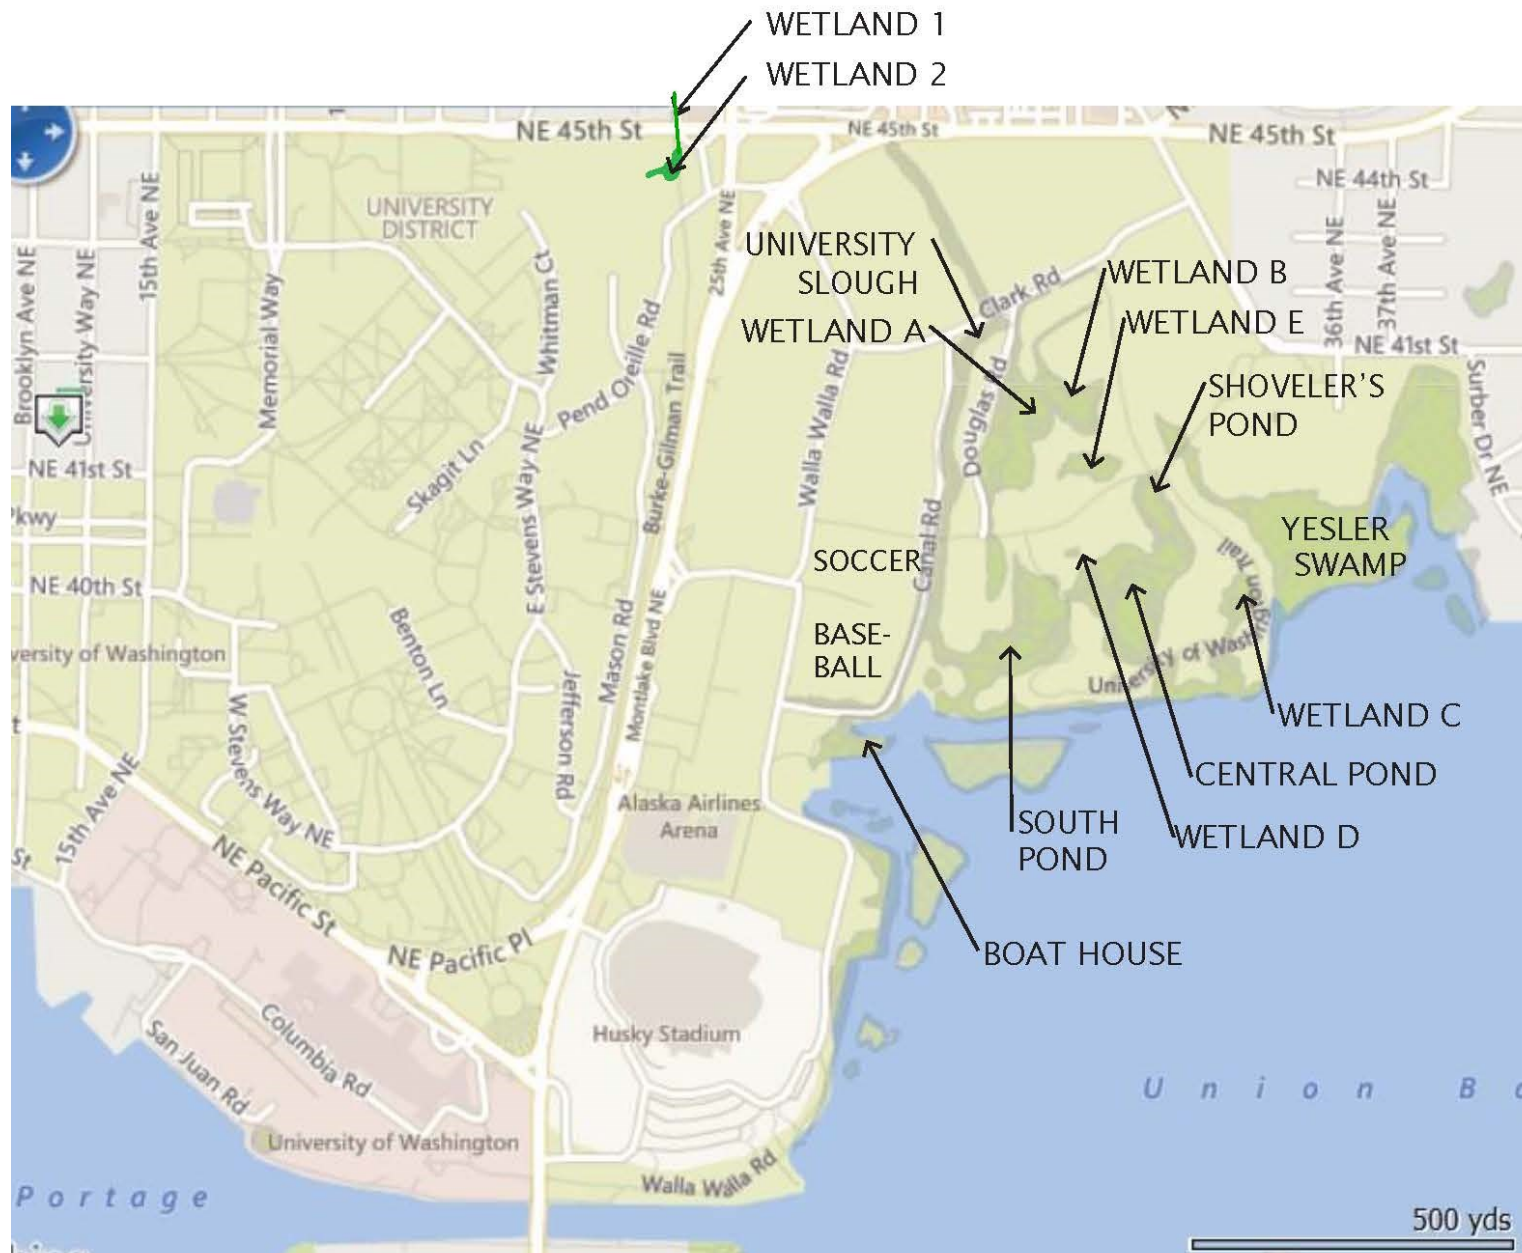 WETLAND 1
WETLAND 2
NE 45th St
NE 45th St
NE 45th St
NE 44th St
15th Ave NE
UNIVERSITY
DISTRICT
25th Ave NE
36th Ave NE
37th Ave NE
Brooklyn Ave NE
University Way NE
Memorial Way
Whitman Ct
UNIVERSITY
SLOUGH
Clark Rd
WETLAND B
WETLAND A
WETLAND E
NE 41st St
Pend Oreille Rd
Burke-Gilman Trail
Walla Walla Rd
Douglas Rd
SHOVELER'S
POND
Surber Dr NE
NE 41st St
Skagit Ln
E Stevens Way NE
Pkwy
YESLER
SWAMP
SOCCER
Canal Rd
NE 40th St
Benton Ln
Mason Rd
Montlake Blvd NE
BASE-
BALL
University of Washington Trail
versity of Washington
W Stevens Way NE
Jefferson Rd
t
WETLAND C
CENTRAL POND
15th Ave NE
Alaska Airlines
Arena
SOUTH
POND
WETLAND D
St
NE Pacific St
NE Pacific Pl
BOAT HOUSE
Columbia Rd
San Juan Rd
Husky Stadium
Union B
University of Washington
Walla Walla Rd
Portage
500 yds